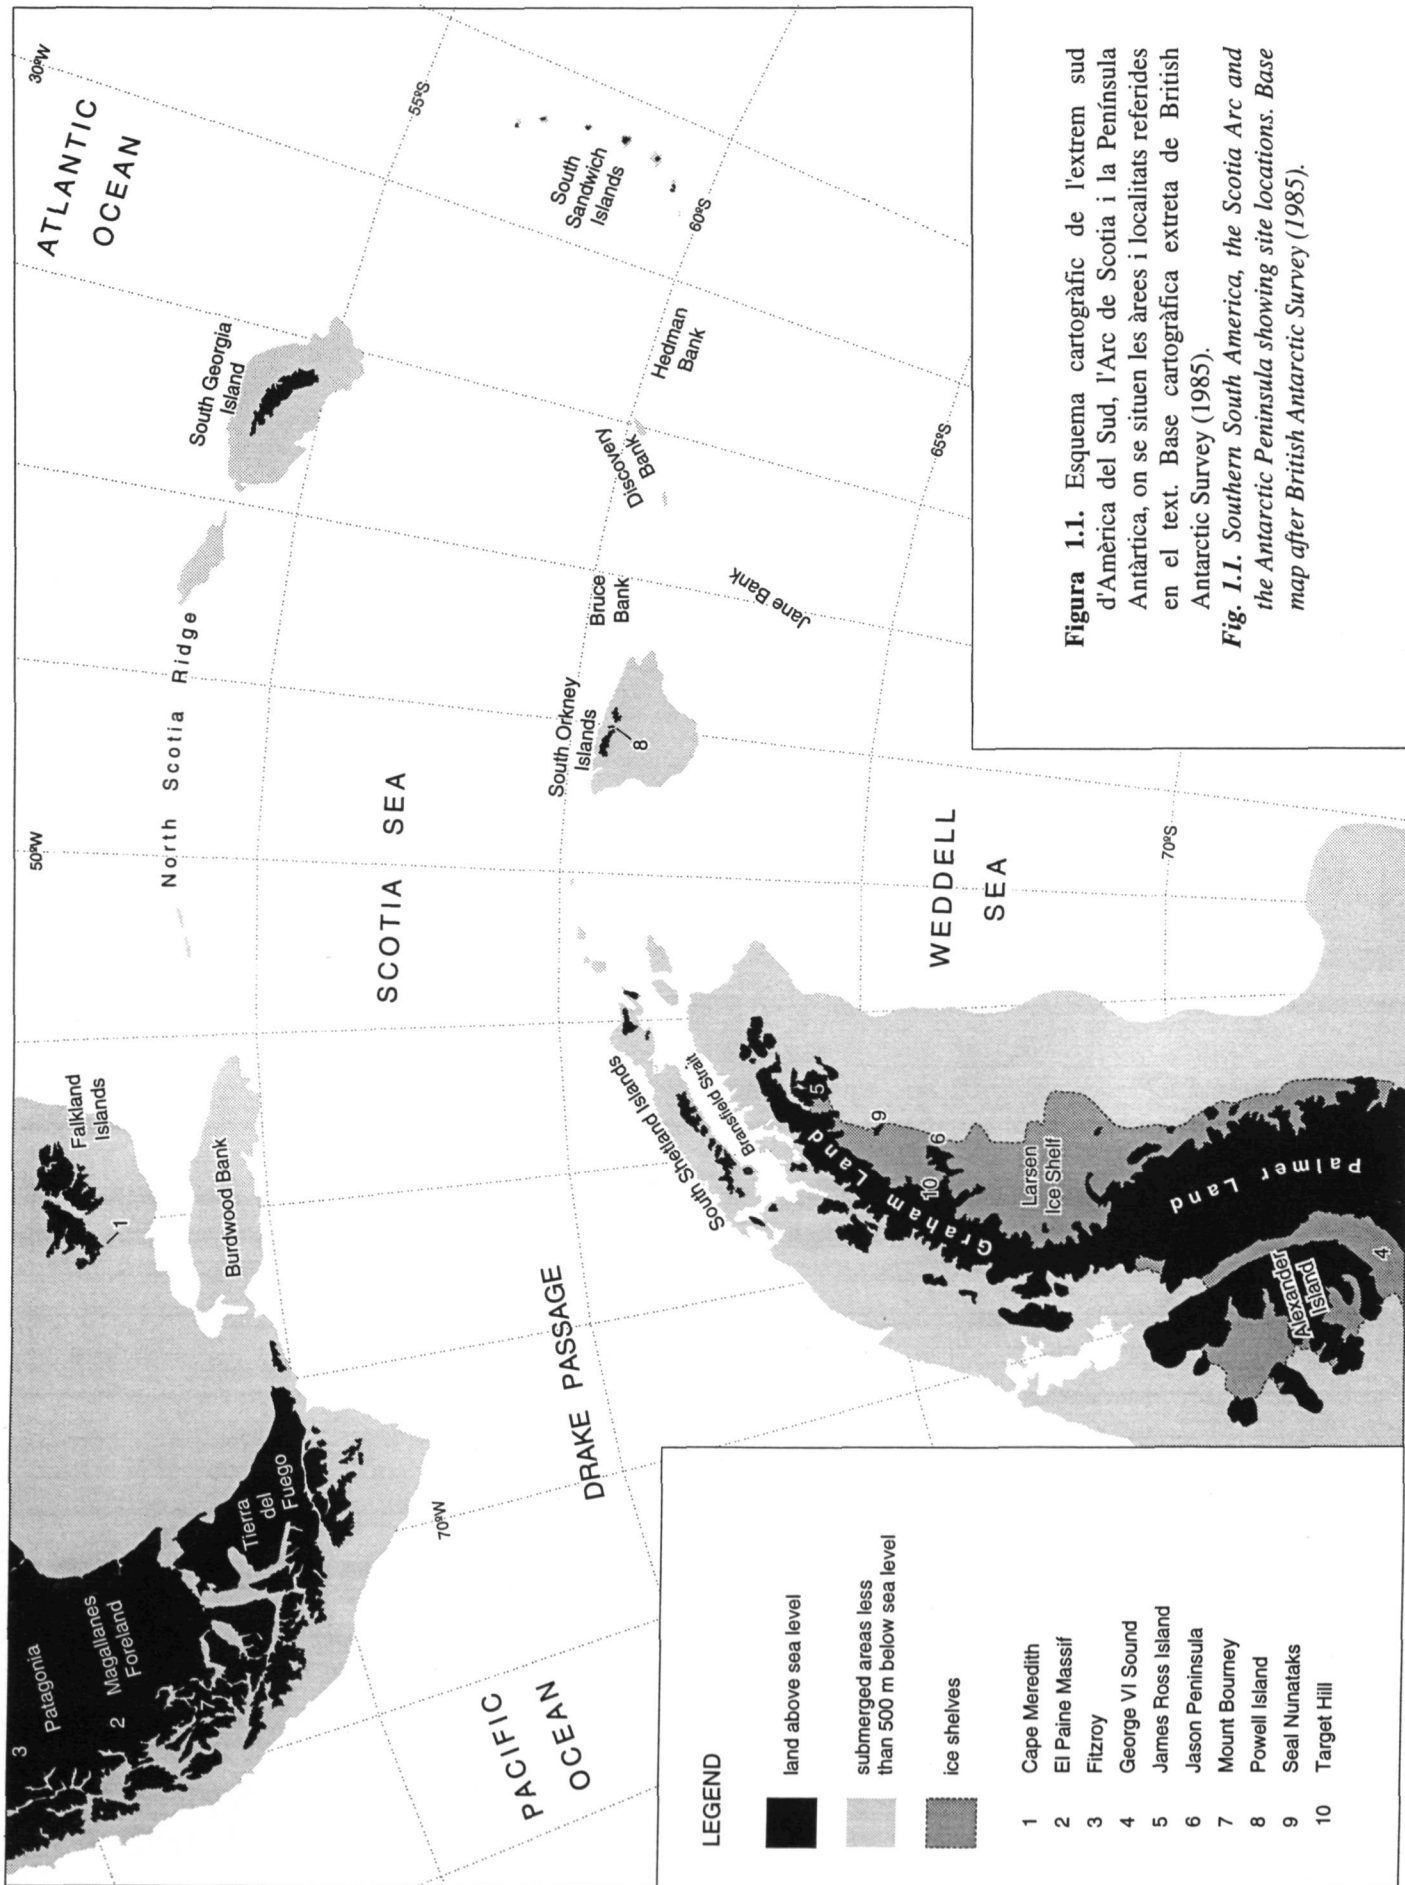 30ºW
ATLANTIC
OCEAN
55ºS
South
Sandwich
Islands
60ºS
South Georgia
Island
Hedman
Bank
Discovery
Bank
65ºS
Bruce
Bank
Jane Bank
North Scotia Ridge
South Orkney
Islands
8
50ºW
SCOTIA SEA
WEDDELL
SEA
70ºS
Falkland
Islands
1
Burdwood Bank
South Shetland Islands
Bransfield Strait
5
9
6
10
Graham Land
Larsen
Ice Shelf
Palmer Land
Alexander
Island
4
DRAKE PASSAGE
Tierra
del
Fuego
70ºW
Patagonia
Magallanes
Foreland
3
2
7
PACIFIC
OCEAN
LEGEND
land above sea level
submerged areas less
than 500 m below sea level
ice shelves
1 Cape Meredith
2 El Paine Massif
3 Fitzroy
4 George VI Sound
5 James Ross Island
6 Jason Peninsula
7 Mount Bourney
8 Powell Island
9 Seal Nunataks
10 Target Hill
Figura 1.1. Esquema cartogràfic de l'extrem sud
d'Amèrica del Sud, l'Arc de Scotia i la Península
Antàrtica, on se situen les àrees i localitats referides
en el text. Base cartogràfica extreta de British
Antarctic Survey (1985).
Fig. 1.1. Southern South America, the Scotia Arc and
the Antarctic Peninsula showing site locations. Base
map after British Antarctic Survey (1985).